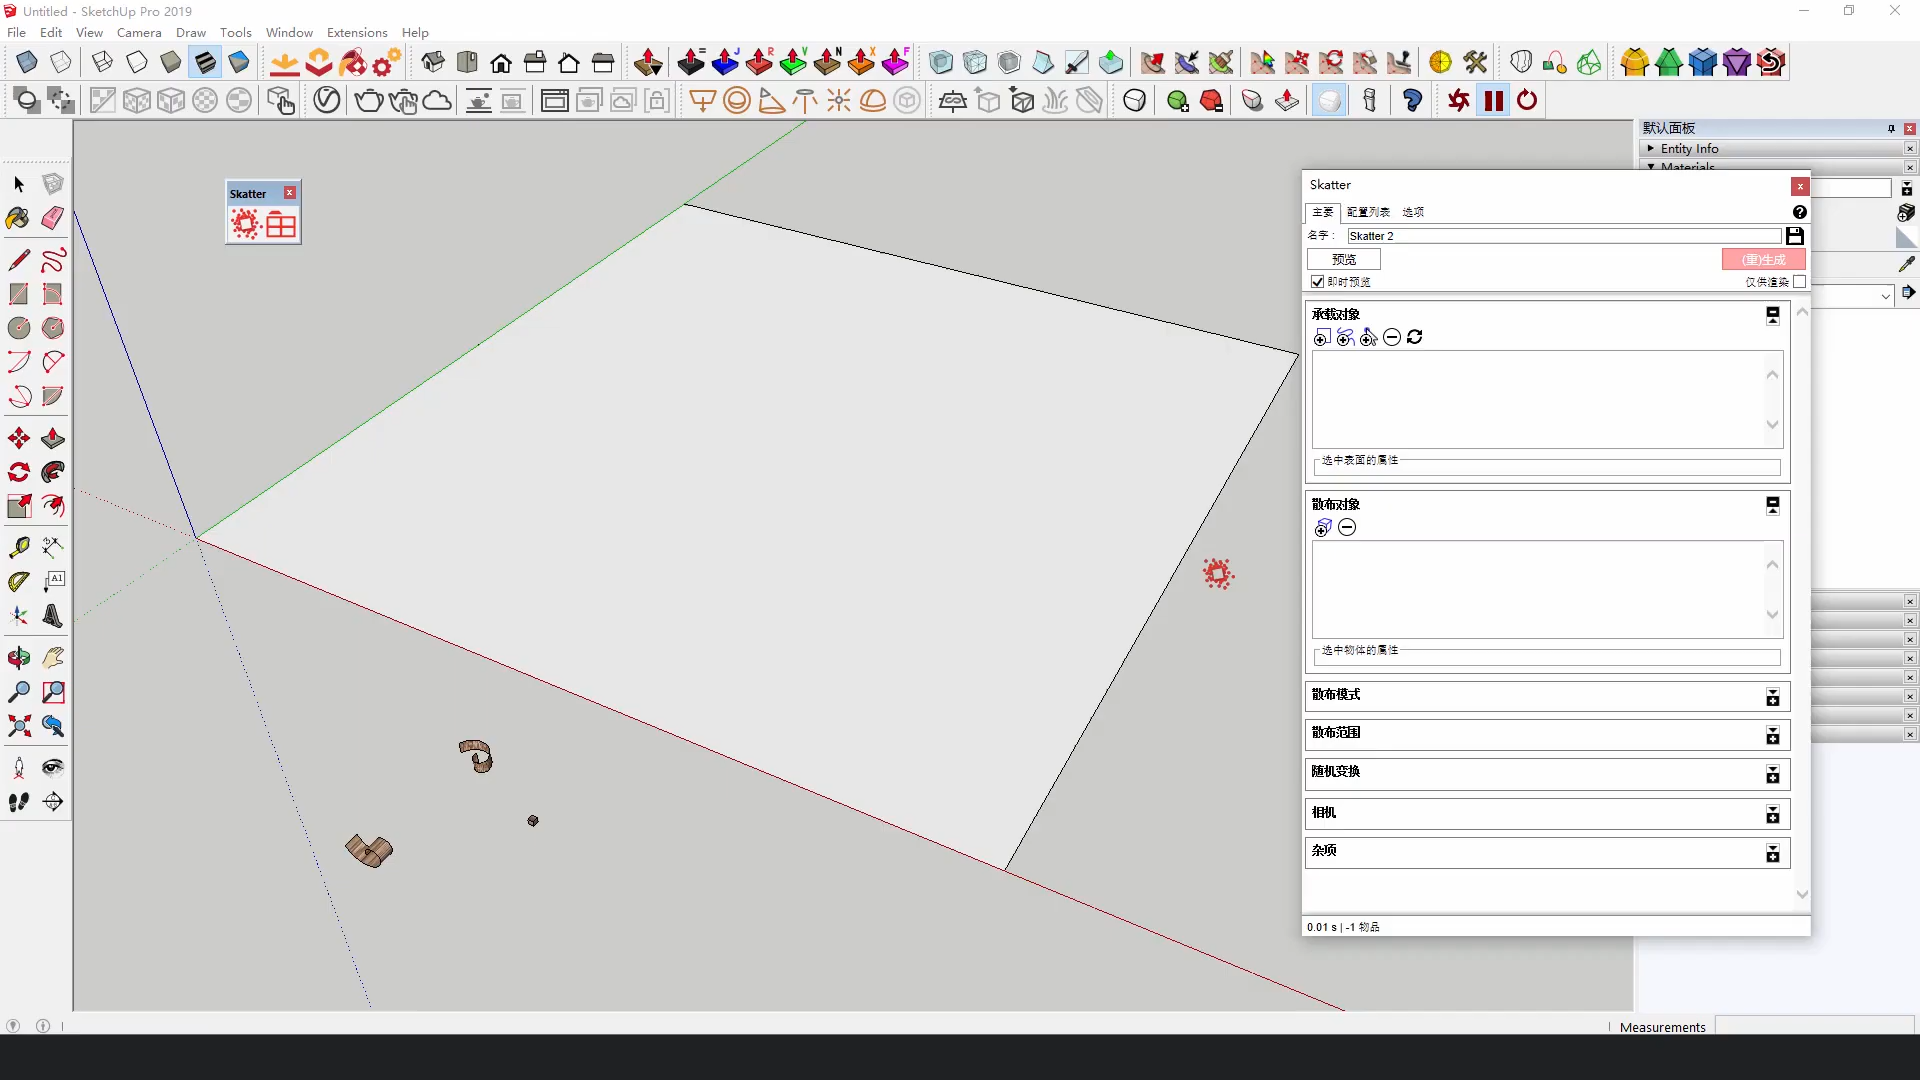 Untitled - SketchUp Pro 2019
File Edit View Camera Draw Tools Window Extensions Help
= J R V N X F
默认面板
Entity Info
Materials
Skatter
A1
Skatter
主要 配置列表 选项
名字： Skatter 2
预览 (重)生成
即时预览 仅供渲染
承载对象
选中表面的属性
散布对象
选中物体的属性
散布模式
散布范围
随机变换
相机
杂项
0.01 s | -1 物品
Measurements